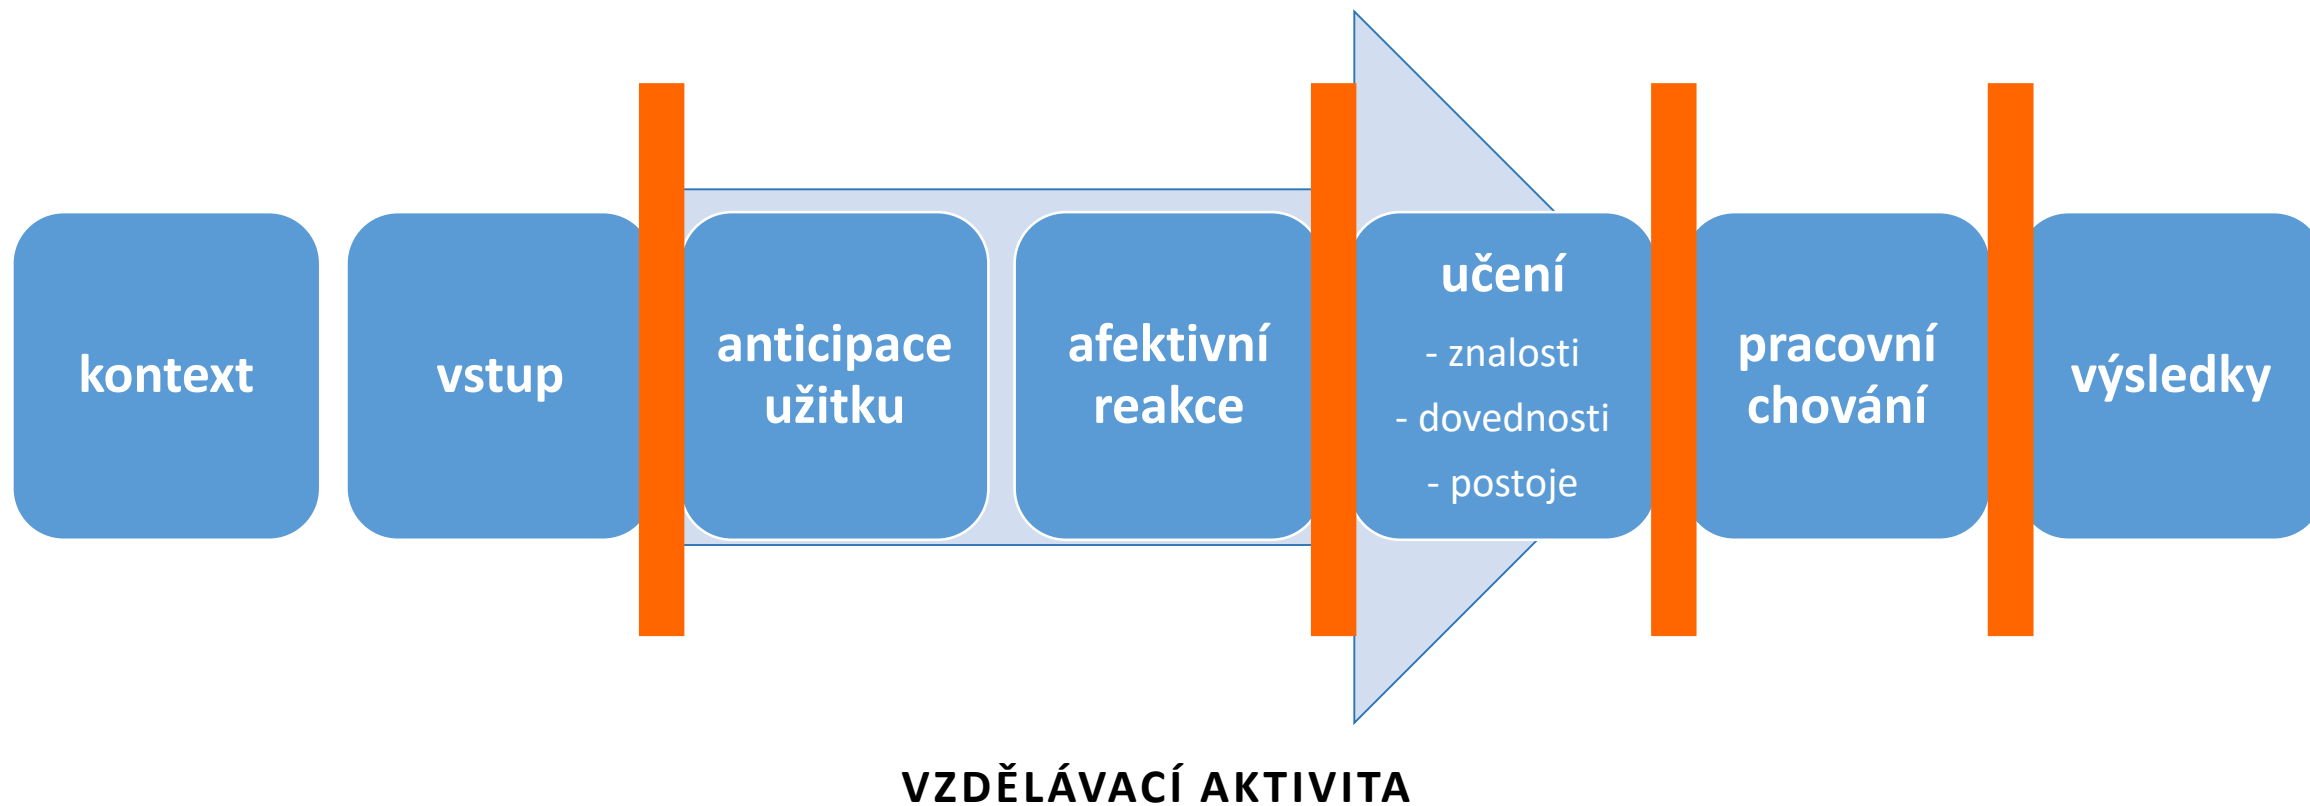 kontext
vstup
anticipace
užitku
afektivní
reakce
učení
- znalosti
- dovednosti
- postoje
pracovní
chování
výsledky
VZDĚLÁVACÍ AKTIVITA